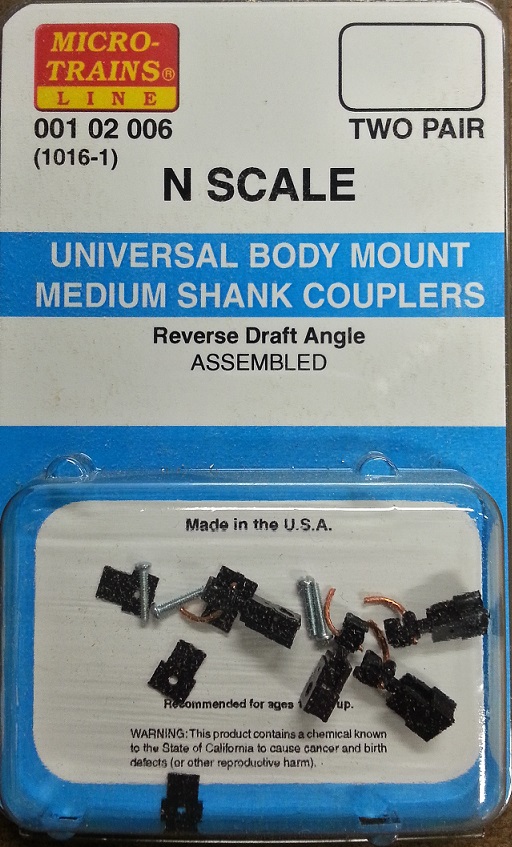 MICRO-
TRAINS®
LINE
001 02 006
(1016-1)
TWO PAIR
N SCALE
UNIVERSAL BODY MOUNT
MEDIUM SHANK COUPLERS
Reverse Draft Angle
ASSEMBLED
Made in the U.S.A.
Recommended for ages up.
WARNING: This product contains a chemical known
to the State of California to cause cancer and birth
defects (or other reproductive harm).